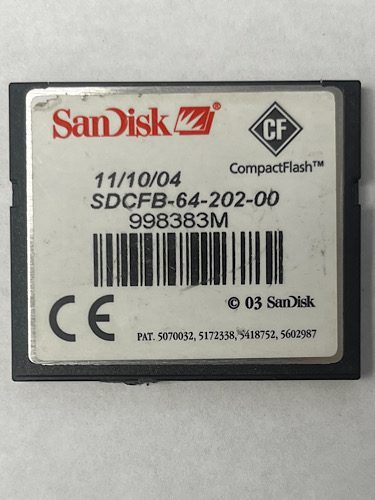 SanDisk
CF
CompactFlash™
11/10/04
SDCFB-64-202-00
998383M
CE
© 03 SanDisk
PAT. 5070032, 5172338, 5418752, 5602987